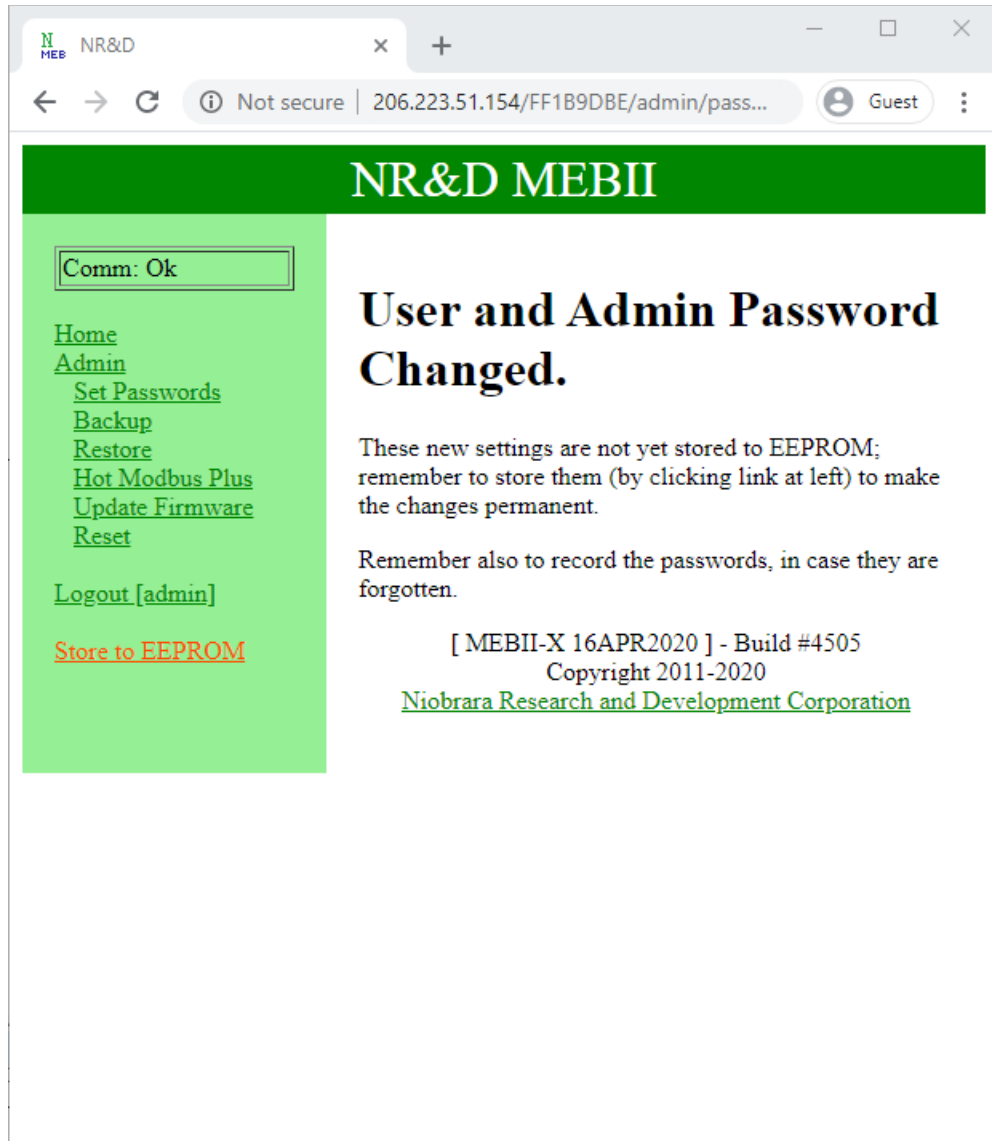 N
MEB
NR&D
Not secure | 206.223.51.154/FF1B9DBE/admin/pass...
Guest
NR&D MEBII
Comm: Ok
Home
Admin
Set Passwords
Backup
Restore
Hot Modbus Plus
Update Firmware
Reset
Logout [admin]
Store to EEPROM
User and Admin Password
Changed.
These new settings are not yet stored to EEPROM;
remember to store them (by clicking link at left) to make
the changes permanent.
Remember also to record the passwords, in case they are
forgotten.
[ MEBII-X 16APR2020 ] - Build #4505
Copyright 2011-2020
Niobrara Research and Development Corporation